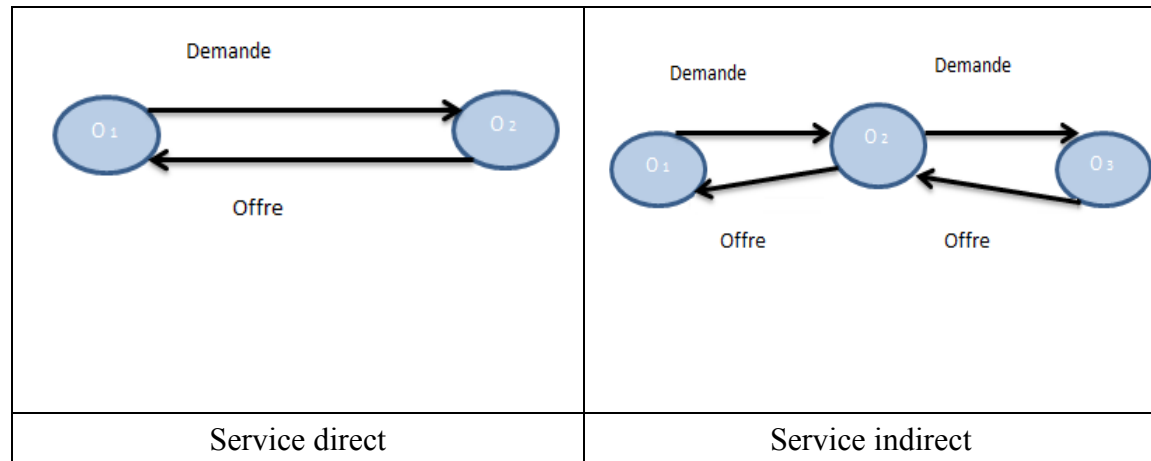 Demande
O 1
O 2
Offre
Service direct
Demande
Demande
O 1
O 2
O 3
Offre
Offre
Service indirect